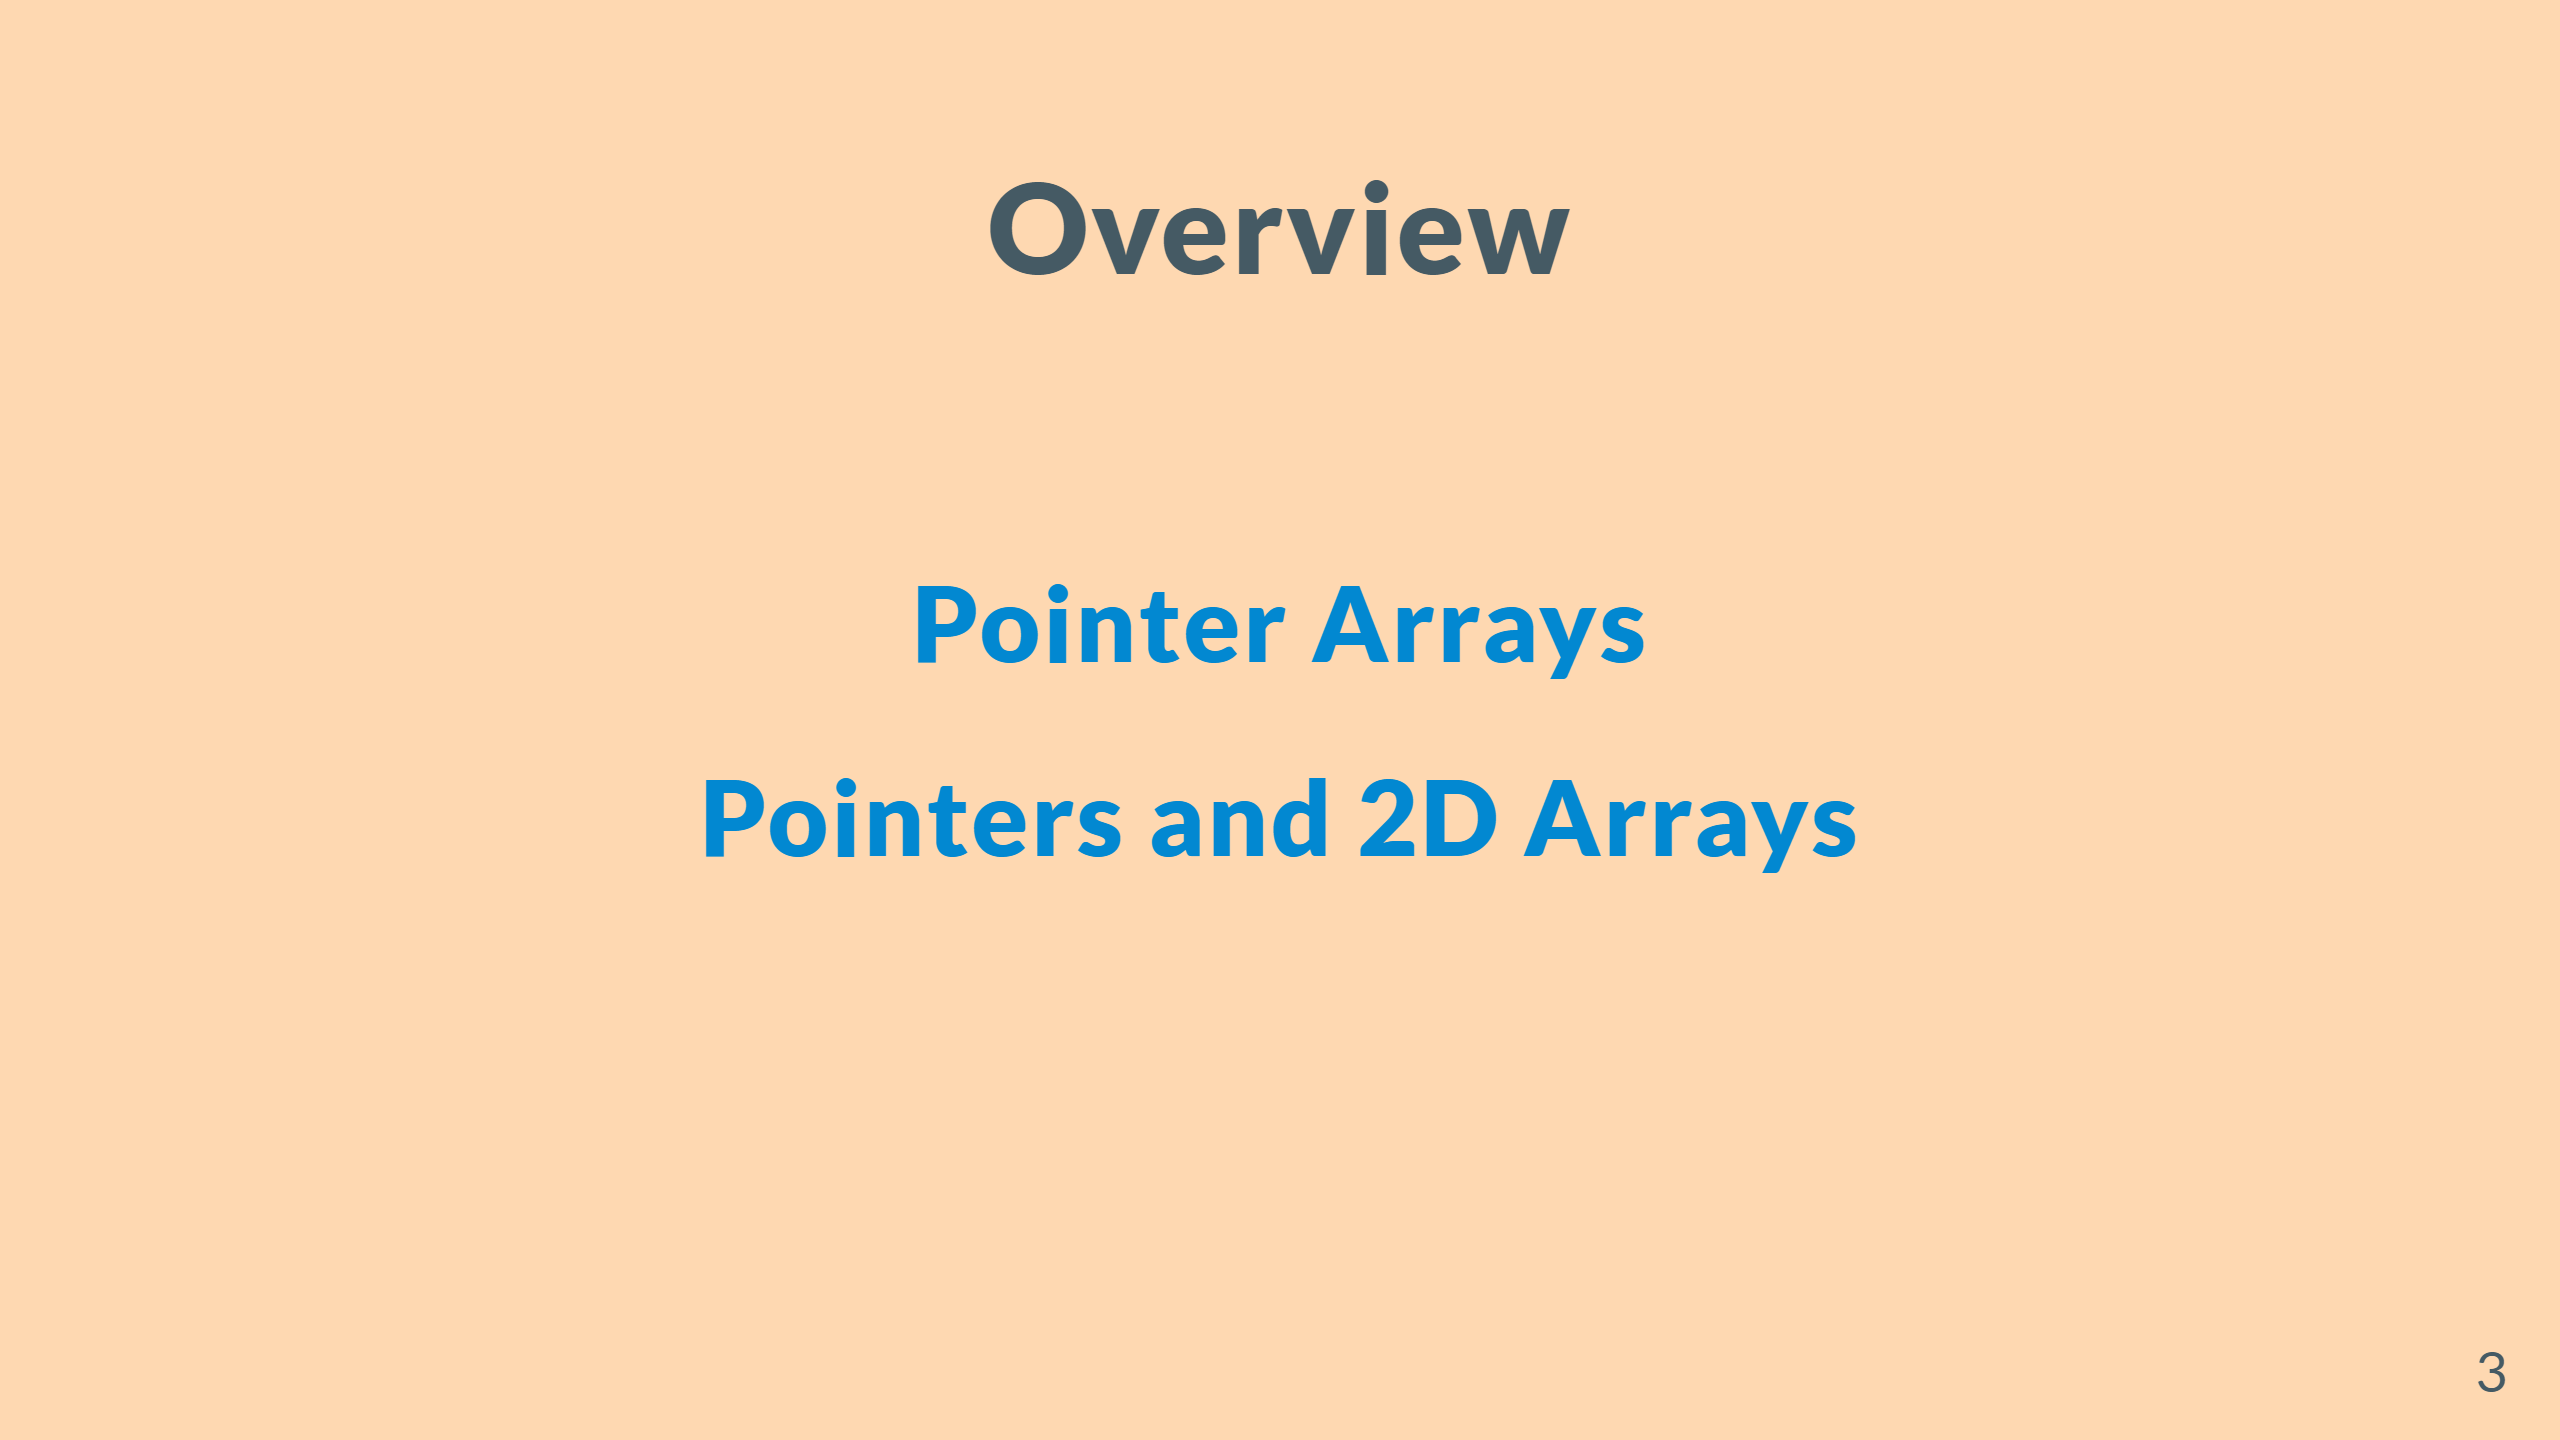 Overview
Pointer Arrays
Pointers and 2D Arrays
3